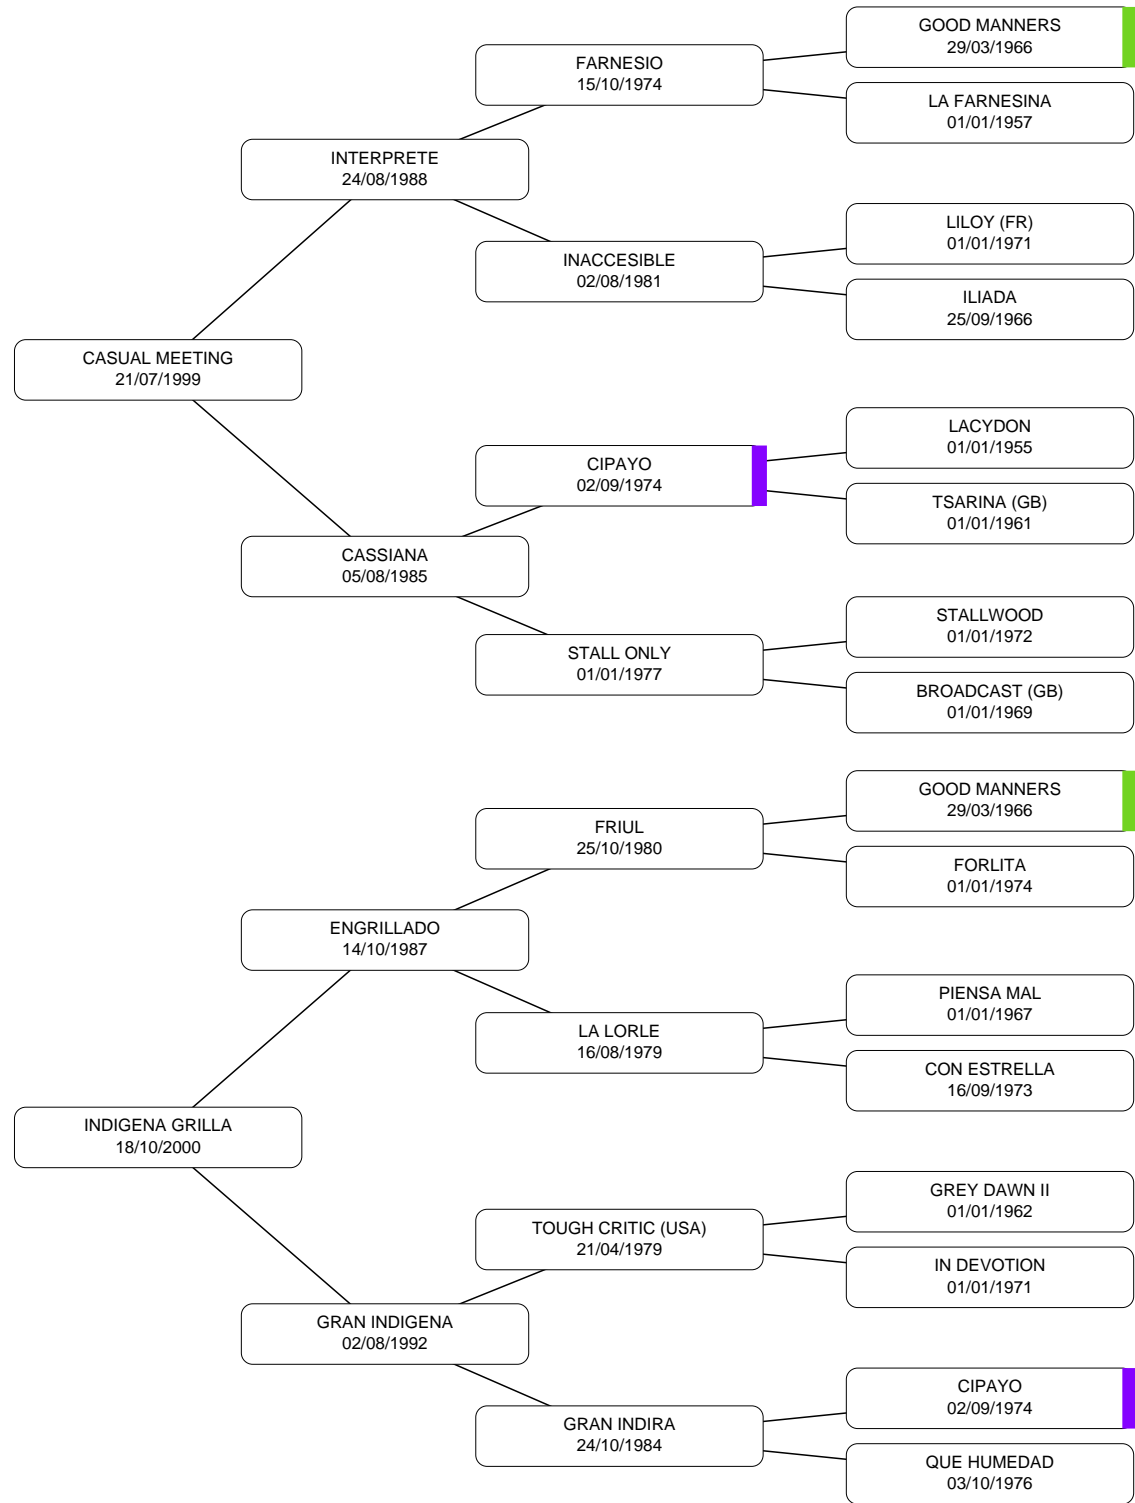 GOOD MANNERS
29/03/1966
FARNESIO
15/10/1974
LA FARNESINA
01/01/1957
INTERPRETE
24/08/1988
LILOY (FR)
01/01/1971
INACCESIBLE
02/08/1981
ILIADA
25/09/1966
CASUAL MEETING
21/07/1999
LACYDON
01/01/1955
CIPAYO
02/09/1974
TSARINA (GB)
01/01/1961
CASSIANA
05/08/1985
STALLWOOD
01/01/1972
STALL ONLY
01/01/1977
BROADCAST (GB)
01/01/1969
GOOD MANNERS
29/03/1966
FRIUL
25/10/1980
FORLITA
01/01/1974
ENGRILLADO
14/10/1987
PIENSA MAL
01/01/1967
LA LORLE
16/08/1979
CON ESTRELLA
16/09/1973
INDIGENA GRILLA
18/10/2000
GREY DAWN II
01/01/1962
TOUGH CRITIC (USA)
21/04/1979
IN DEVOTION
01/01/1971
GRAN INDIGENA
02/08/1992
CIPAYO
02/09/1974
GRAN INDIRA
24/10/1984
QUE HUMEDAD
03/10/1976